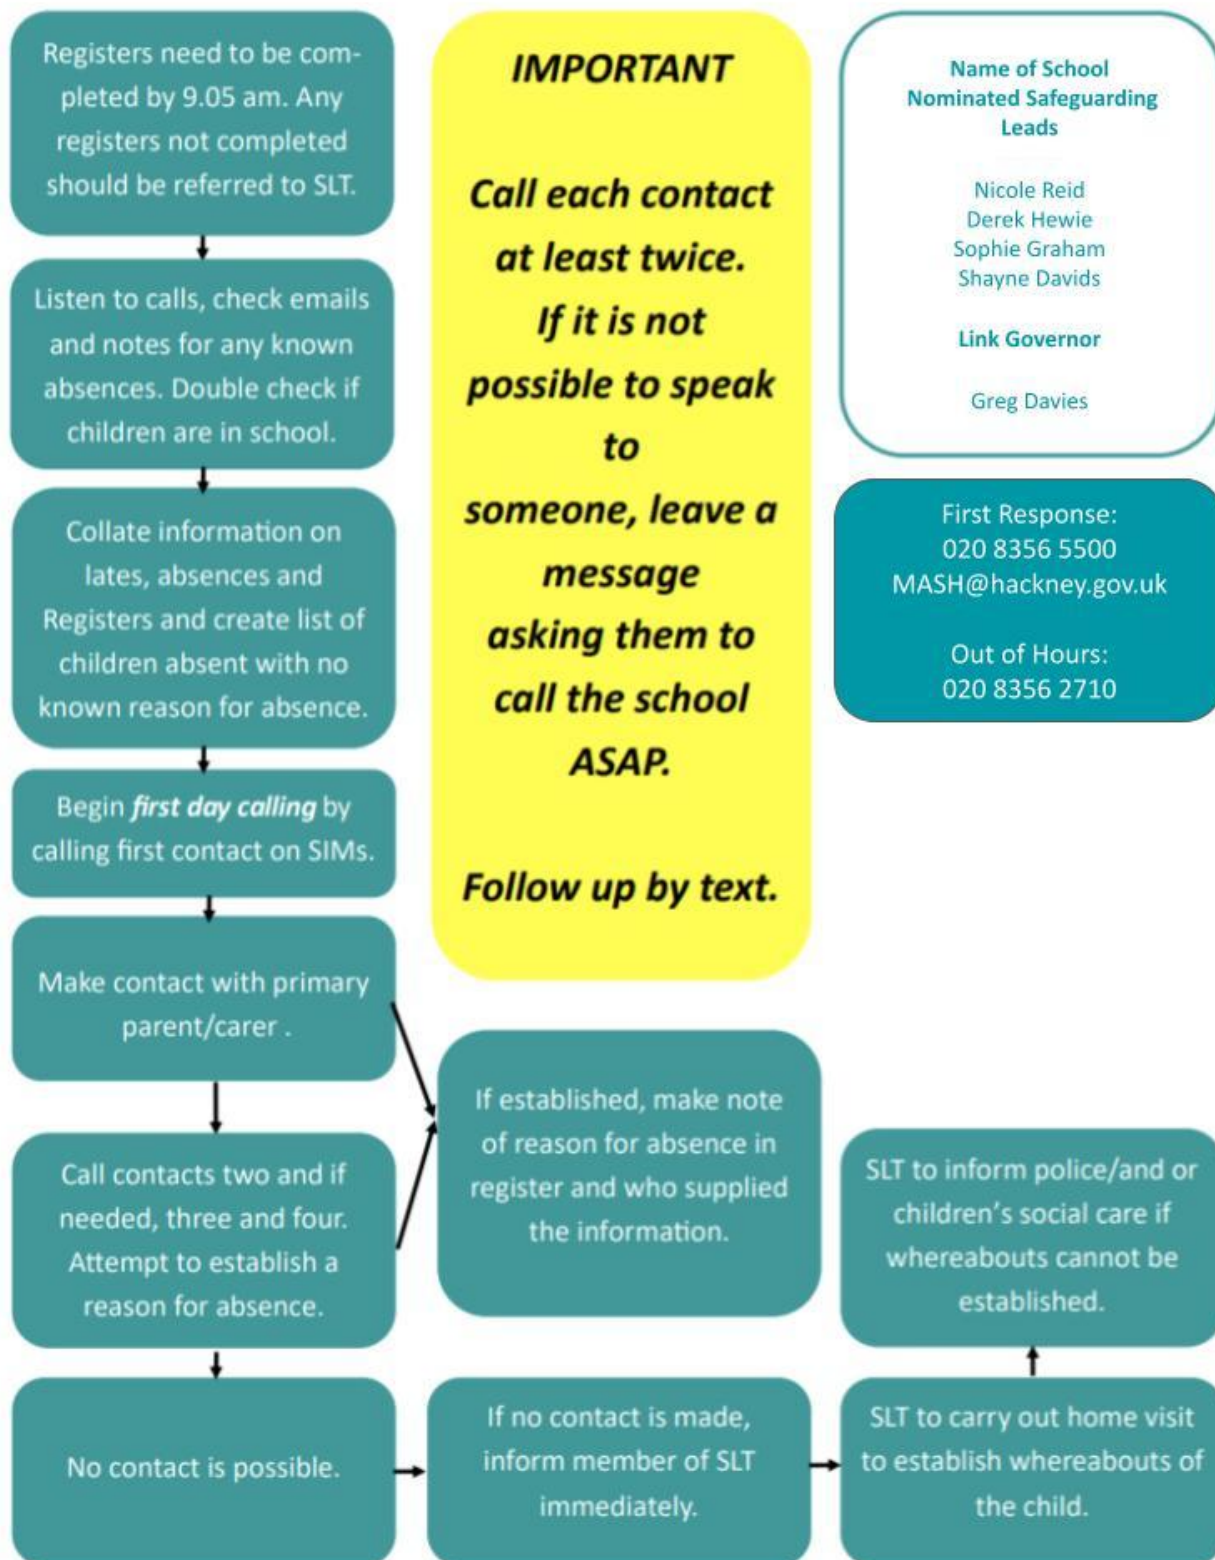 Registers need to be com-
pleted by 9.05 am. Any
registers not completed
should be referred to SLT.
Listen to calls, check emails
and notes for any known
absences. Double check if
children are in school.
Collate information on
lates, absences and
Registers and create list of
children absent with no
known reason for absence.
Begin first day calling by
calling first contact on SIMs.
Make contact with primary
parent/carer .
Call contacts two and if
needed, three and four.
Attempt to establish a
reason for absence.
No contact is possible.
IMPORTANT
Call each contact
at least twice.
If it is not
possible to speak
to
someone, leave a
message
asking them to
call the school
ASAP.
Follow up by text.
If established, make note
of reason for absence in
register and who supplied
the information.
If no contact is made,
inform member of SLT
immediately.
Name of School
Nominated Safeguarding
Leads
Nicole Reid
Derek Hewie
Sophie Graham
Shayne Davids
Link Governor
Greg Davies
First Response:
020 8356 5500
MASH@hackney.gov.uk
Out of Hours:
020 8356 2710
SLT to inform police/and or
children's social care if
whereabouts cannot be
established.
SLT to carry out home visit
to establish whereabouts of
the child.